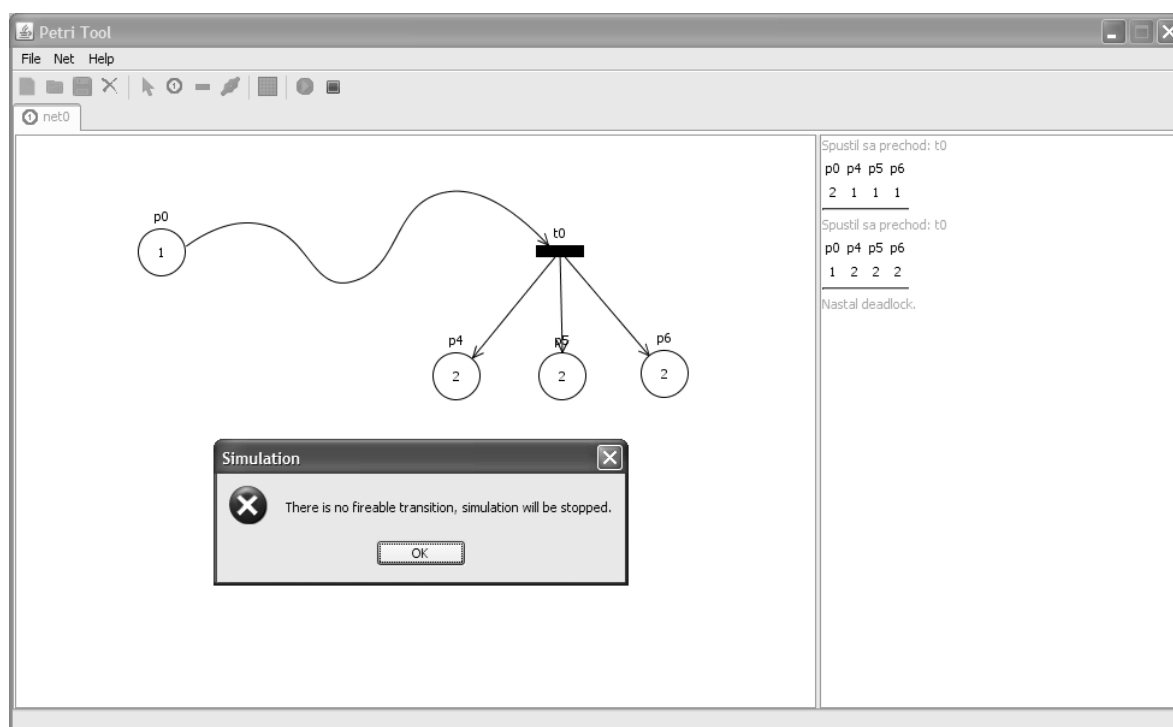 Petri Tool
File Net Help
net0
p0
1
t0
p4
2
p5
2
p6
2
Simulation
There is no fireable transition, simulation will be stopped.
OK
Spustil sa prechod: t0
p0 p4 p5 p6
2 1 1 1
Spustil sa prechod: t0
p0 p4 p5 p6
1 2 2 2
Nastal deadlock.